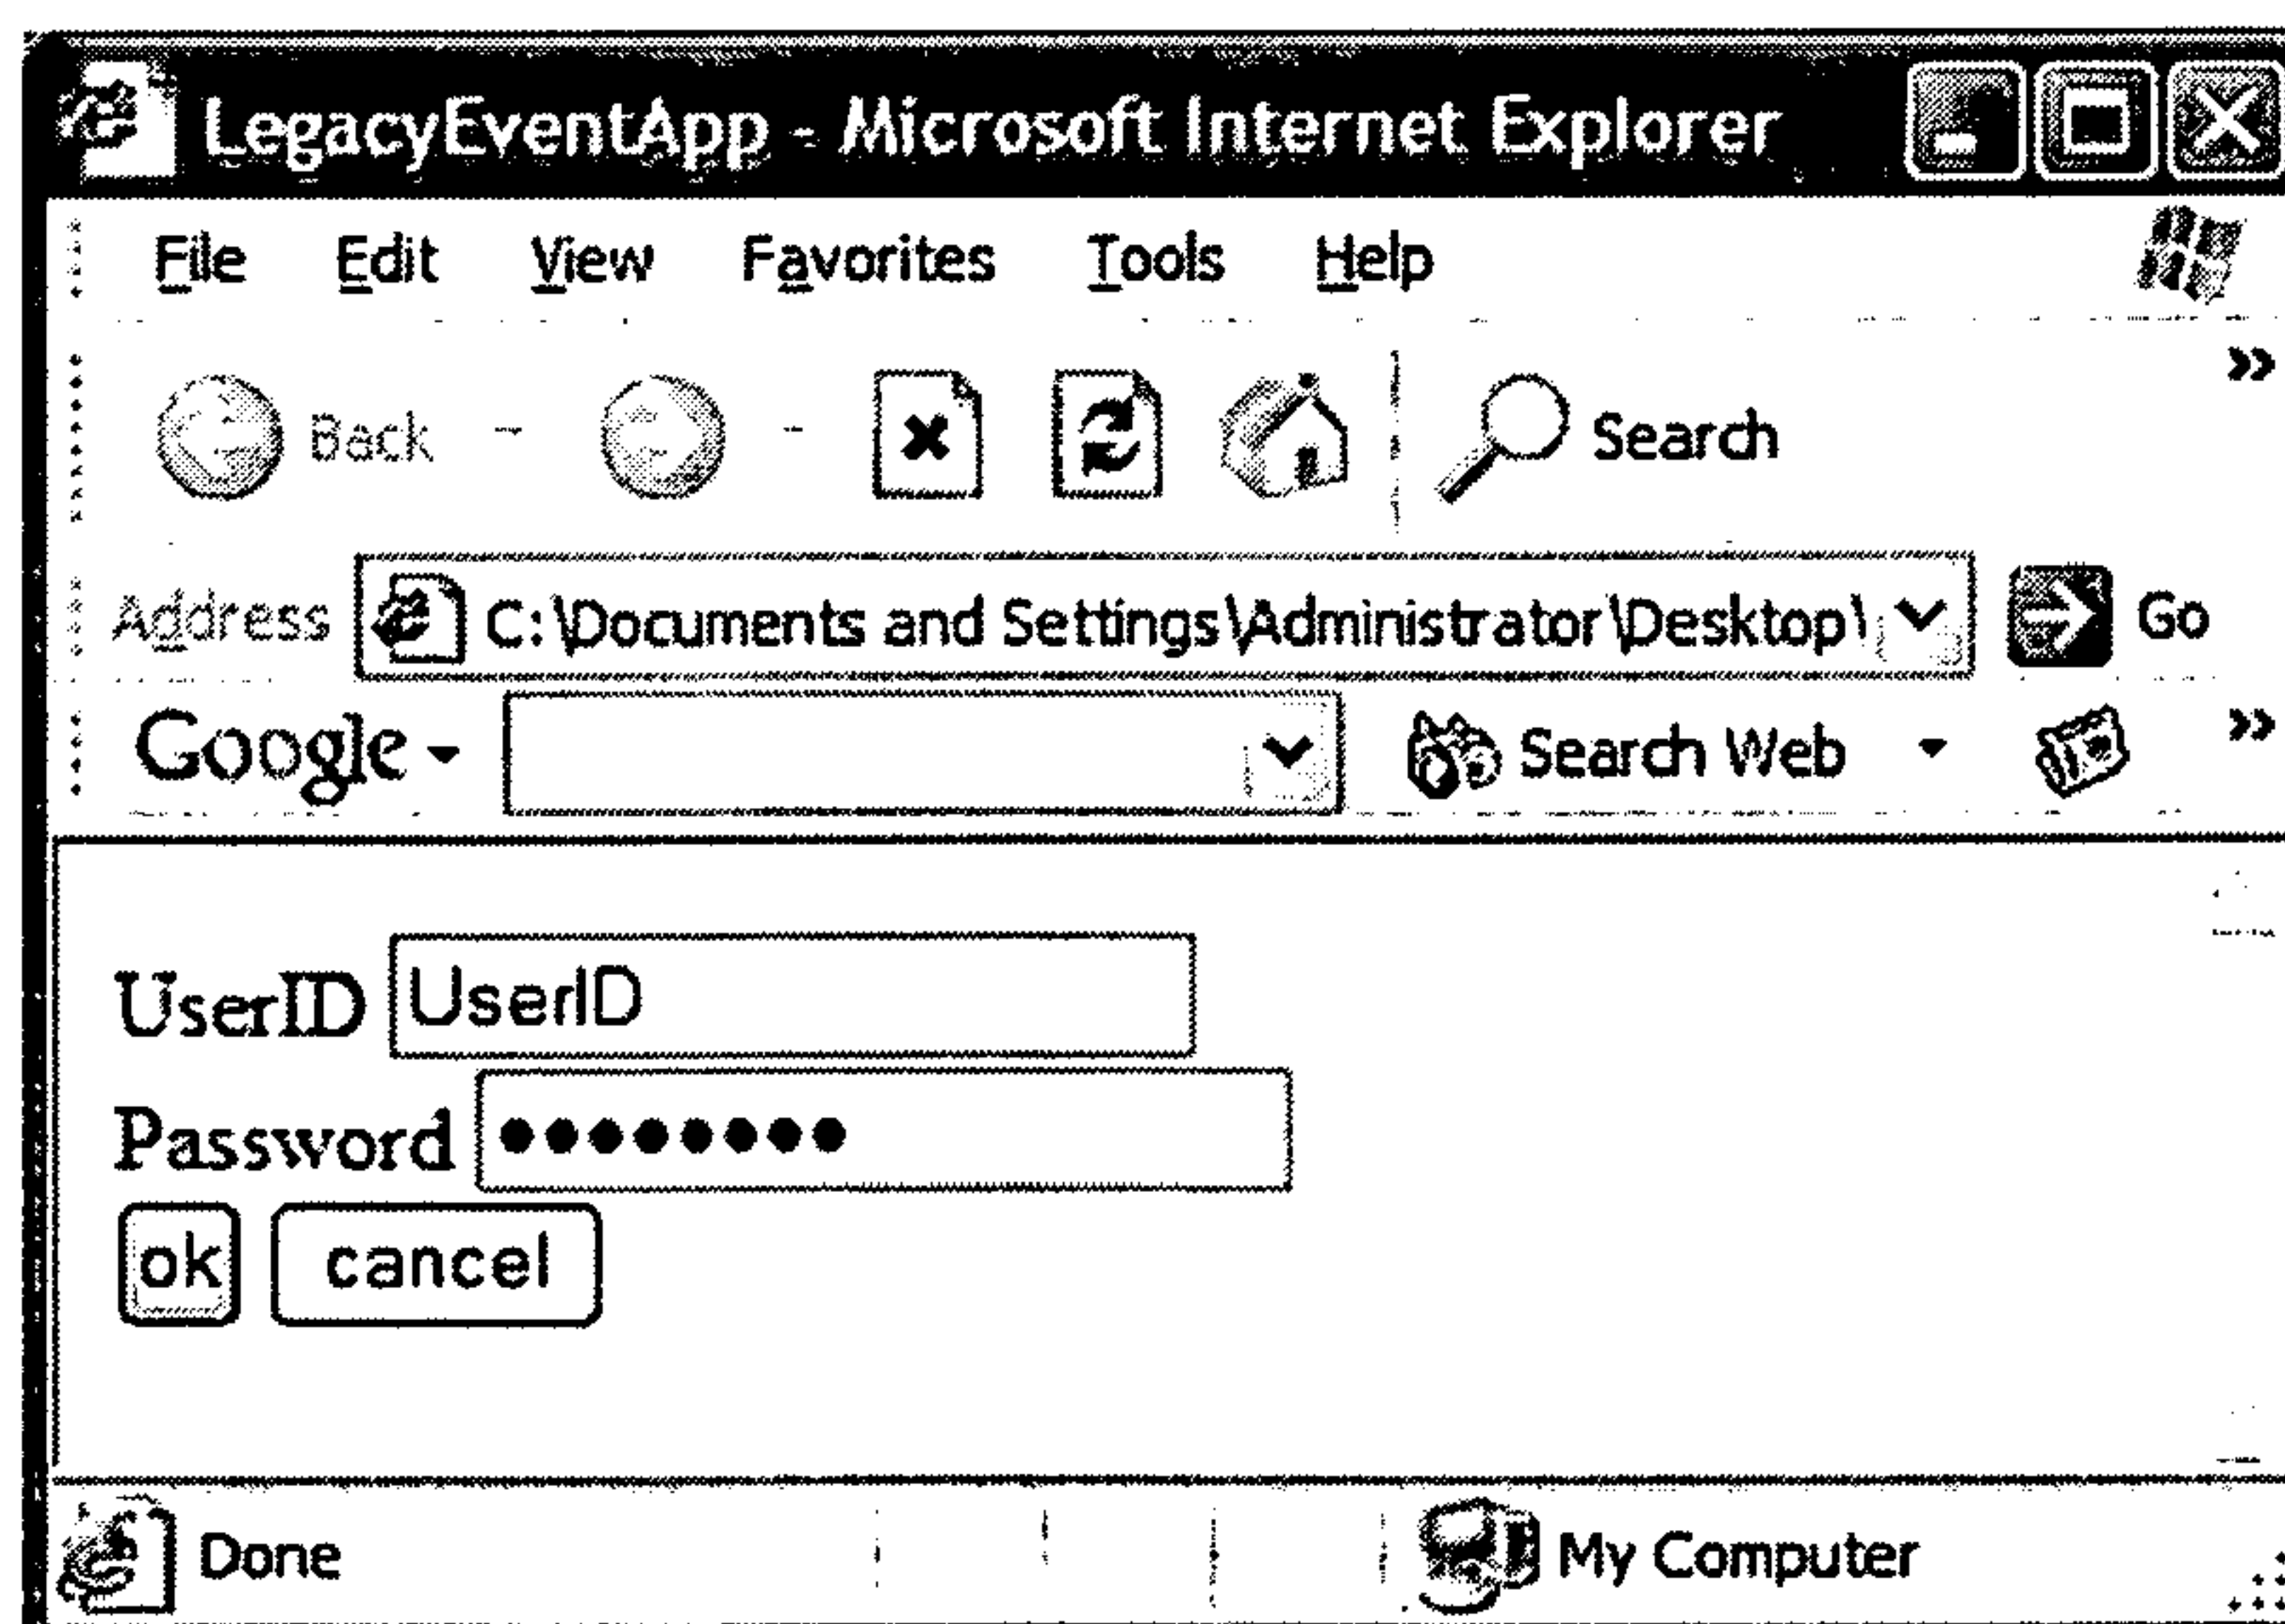 LegacyEventApp - Microsoft Internet Explorer
File Edit View Favorites Tools Help
Back Search »
Address C:\Documents and Settings\Administrator\Desktop\ Go
Google Search Web »
UserID UserID
Password ••••••••
ok cancel
Done My Computer